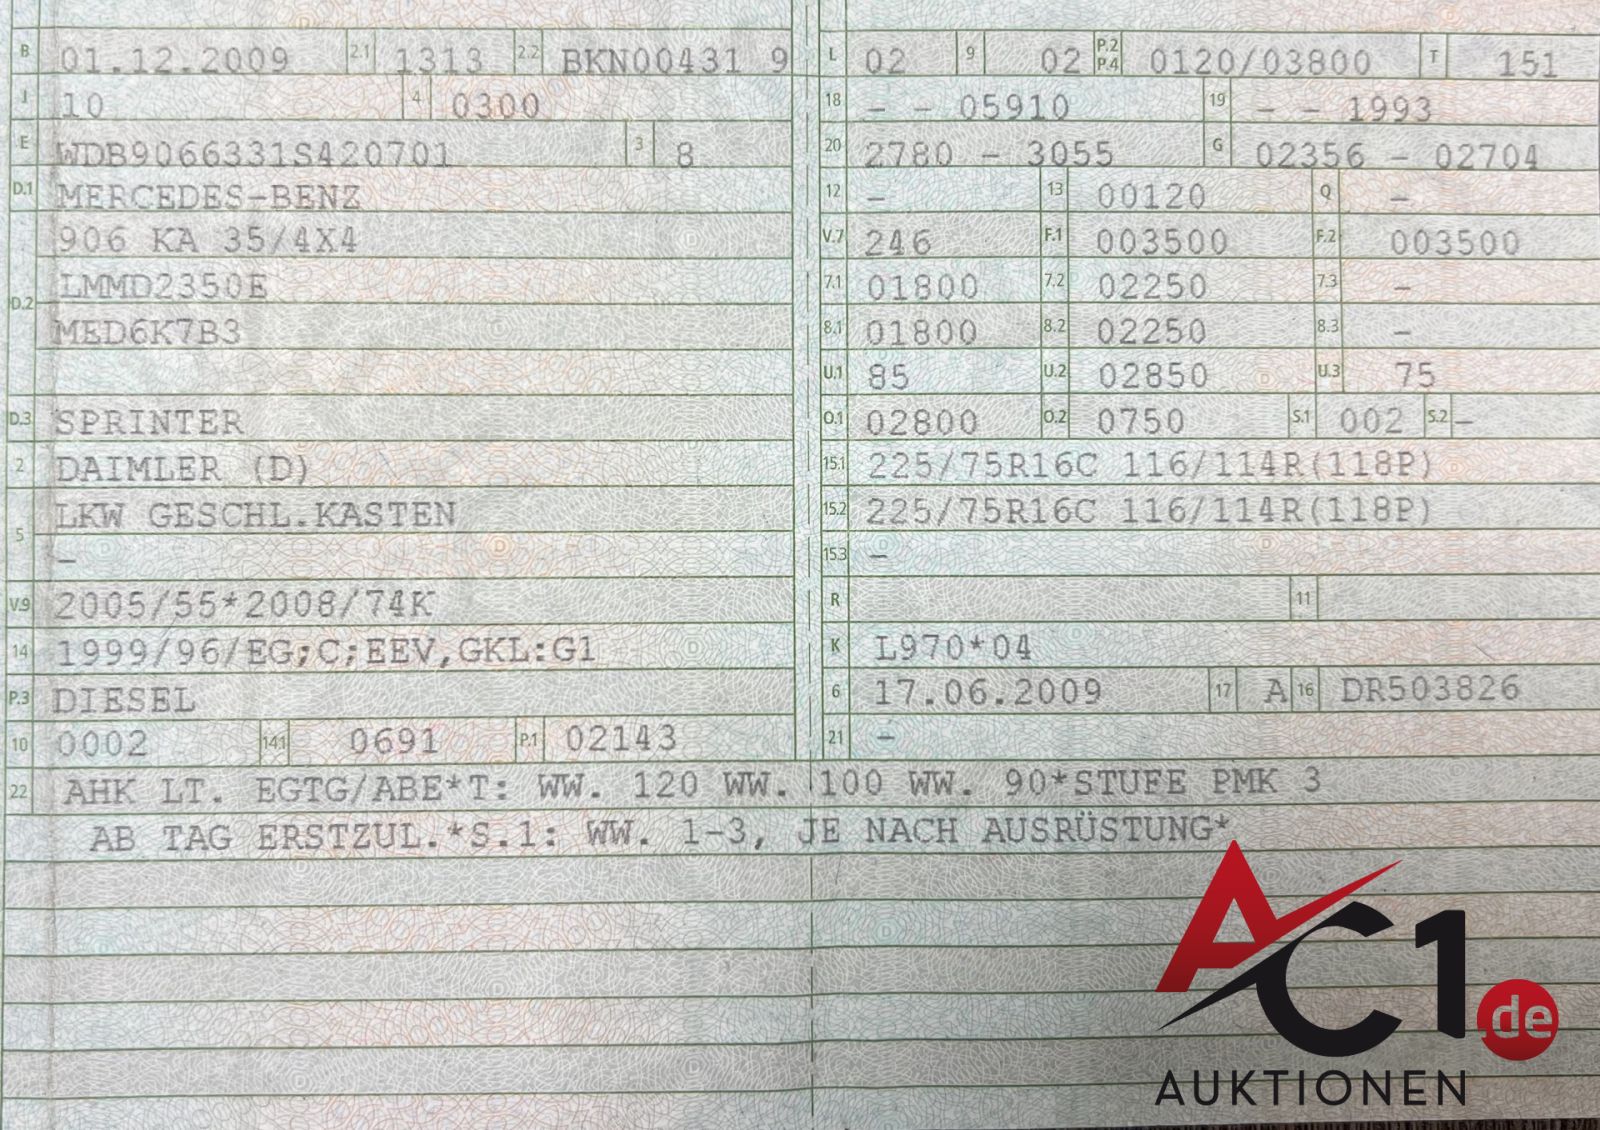 B 01.12.2009 2.1 1313 2.2 BKN00431 9
J 10 4 0300
E WDB9066331S420701 3 8
D.1 MERCEDES-BENZ
906 KA 35/4X4
D.2 LMMD2350E
MED6K7B3
D.3 SPRINTER
2 DAIMLER (D)
5 LKW GESCHL.KASTEN
-
V.9 2005/55*2008/74K
14 1999/96/EG;C;EEV,GKL:G1
P.3 DIESEL
10 0002 14.1 0691 P.1 02143
L 02 9 02 P.2 P.4 0120/03800 T 151
18 - - 05910 19 - - 1993
20 2780 - 3055 G 02356 - 02704
12 - 13 00120 Q -
V.7 246 F.1 003500 F.2 003500
7.1 01800 7.2 02250 7.3 -
8.1 01800 8.2 02250 8.3 -
U.1 85 U.2 02850 U.3 75
O.1 02800 O.2 0750 S.1 002 S.2 -
15.1 225/75R16C 116/114R(118P)
15.2 225/75R16C 116/114R(118P)
15.3 -
R 11
K L970*04
6 17.06.2009 17 A 16 DR503826
21 -
22 AHK LT. EGTG/ABE*T: WW. 120 WW. 100 WW. 90*STUFE PMK 3
AB TAG ERSTZUL.*S.1: WW. 1-3, JE NACH AUSRÜSTUNG*
AC1.de
AUKTIONEN